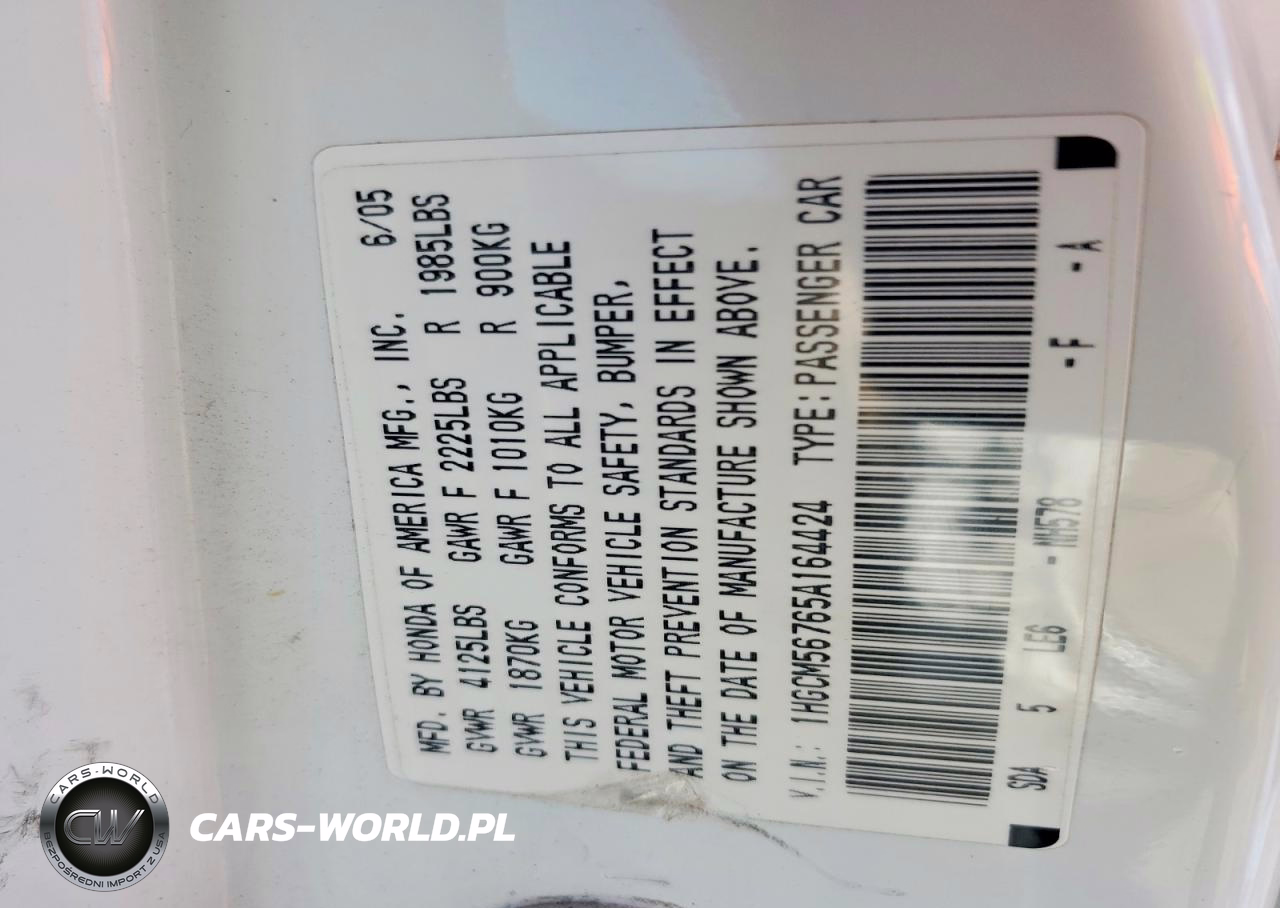 MFD. BY HONDA OF AMERICA MFG., INC. 6/05
GVWR 4125LBS GAWR F 2225LBS R 1985LBS
GVWR 1870KG GAWR F 1010KG R 900KG
THIS VEHICLE CONFORMS TO ALL APPLICABLE
FEDERAL MOTOR VEHICLE SAFETY, BUMPER,
AND THEFT PREVENTION STANDARDS IN EFFECT
ON THE DATE OF MANUFACTURE SHOWN ABOVE.
V.I.N.: 1HGCM56765A164424 TYPE: PASSENGER CAR
SDA 5 LE6 - NH578 -F -A
CARS-WORLD
CW
BEZPOŚREDNI IMPORT Z USA
CARS-WORLD.PL